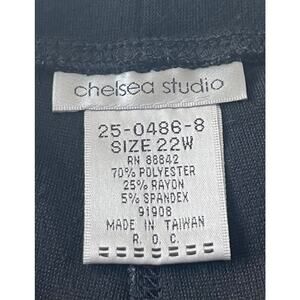 chelsea studio
25-0486-8
SIZE 22W
RN 88842
70% POLYESTER
25% RAYON
5% SPANDEX
91908
MADE IN TAIWAN
R. O. C.